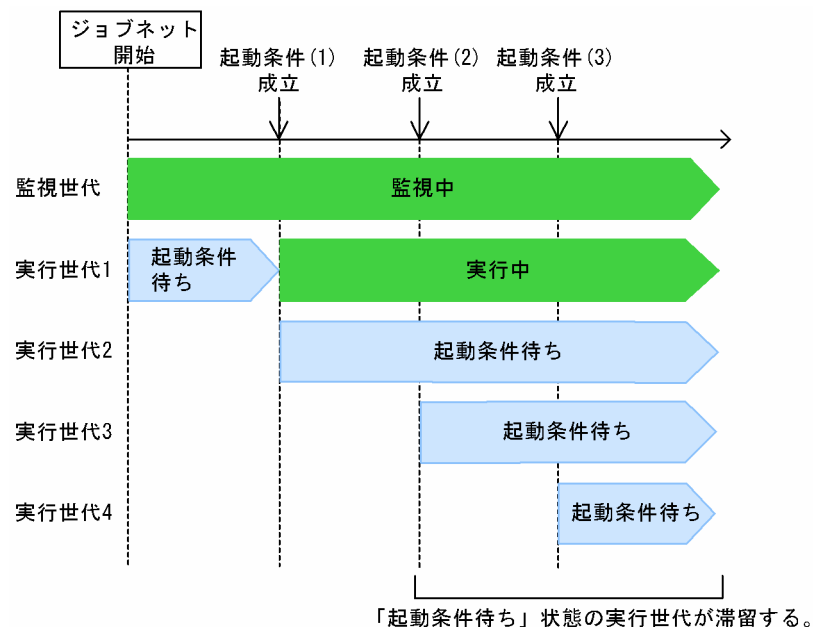 ジョブネット
開始
起動条件(1)
成立
起動条件(2)
成立
起動条件(3)
成立
監視世代
監視中
実行世代1
起動条件
待ち
実行中
実行世代2
起動条件待ち
実行世代3
起動条件待ち
実行世代4
起動条件待ち
「起動条件待ち」状態の実行世代が滞留する。